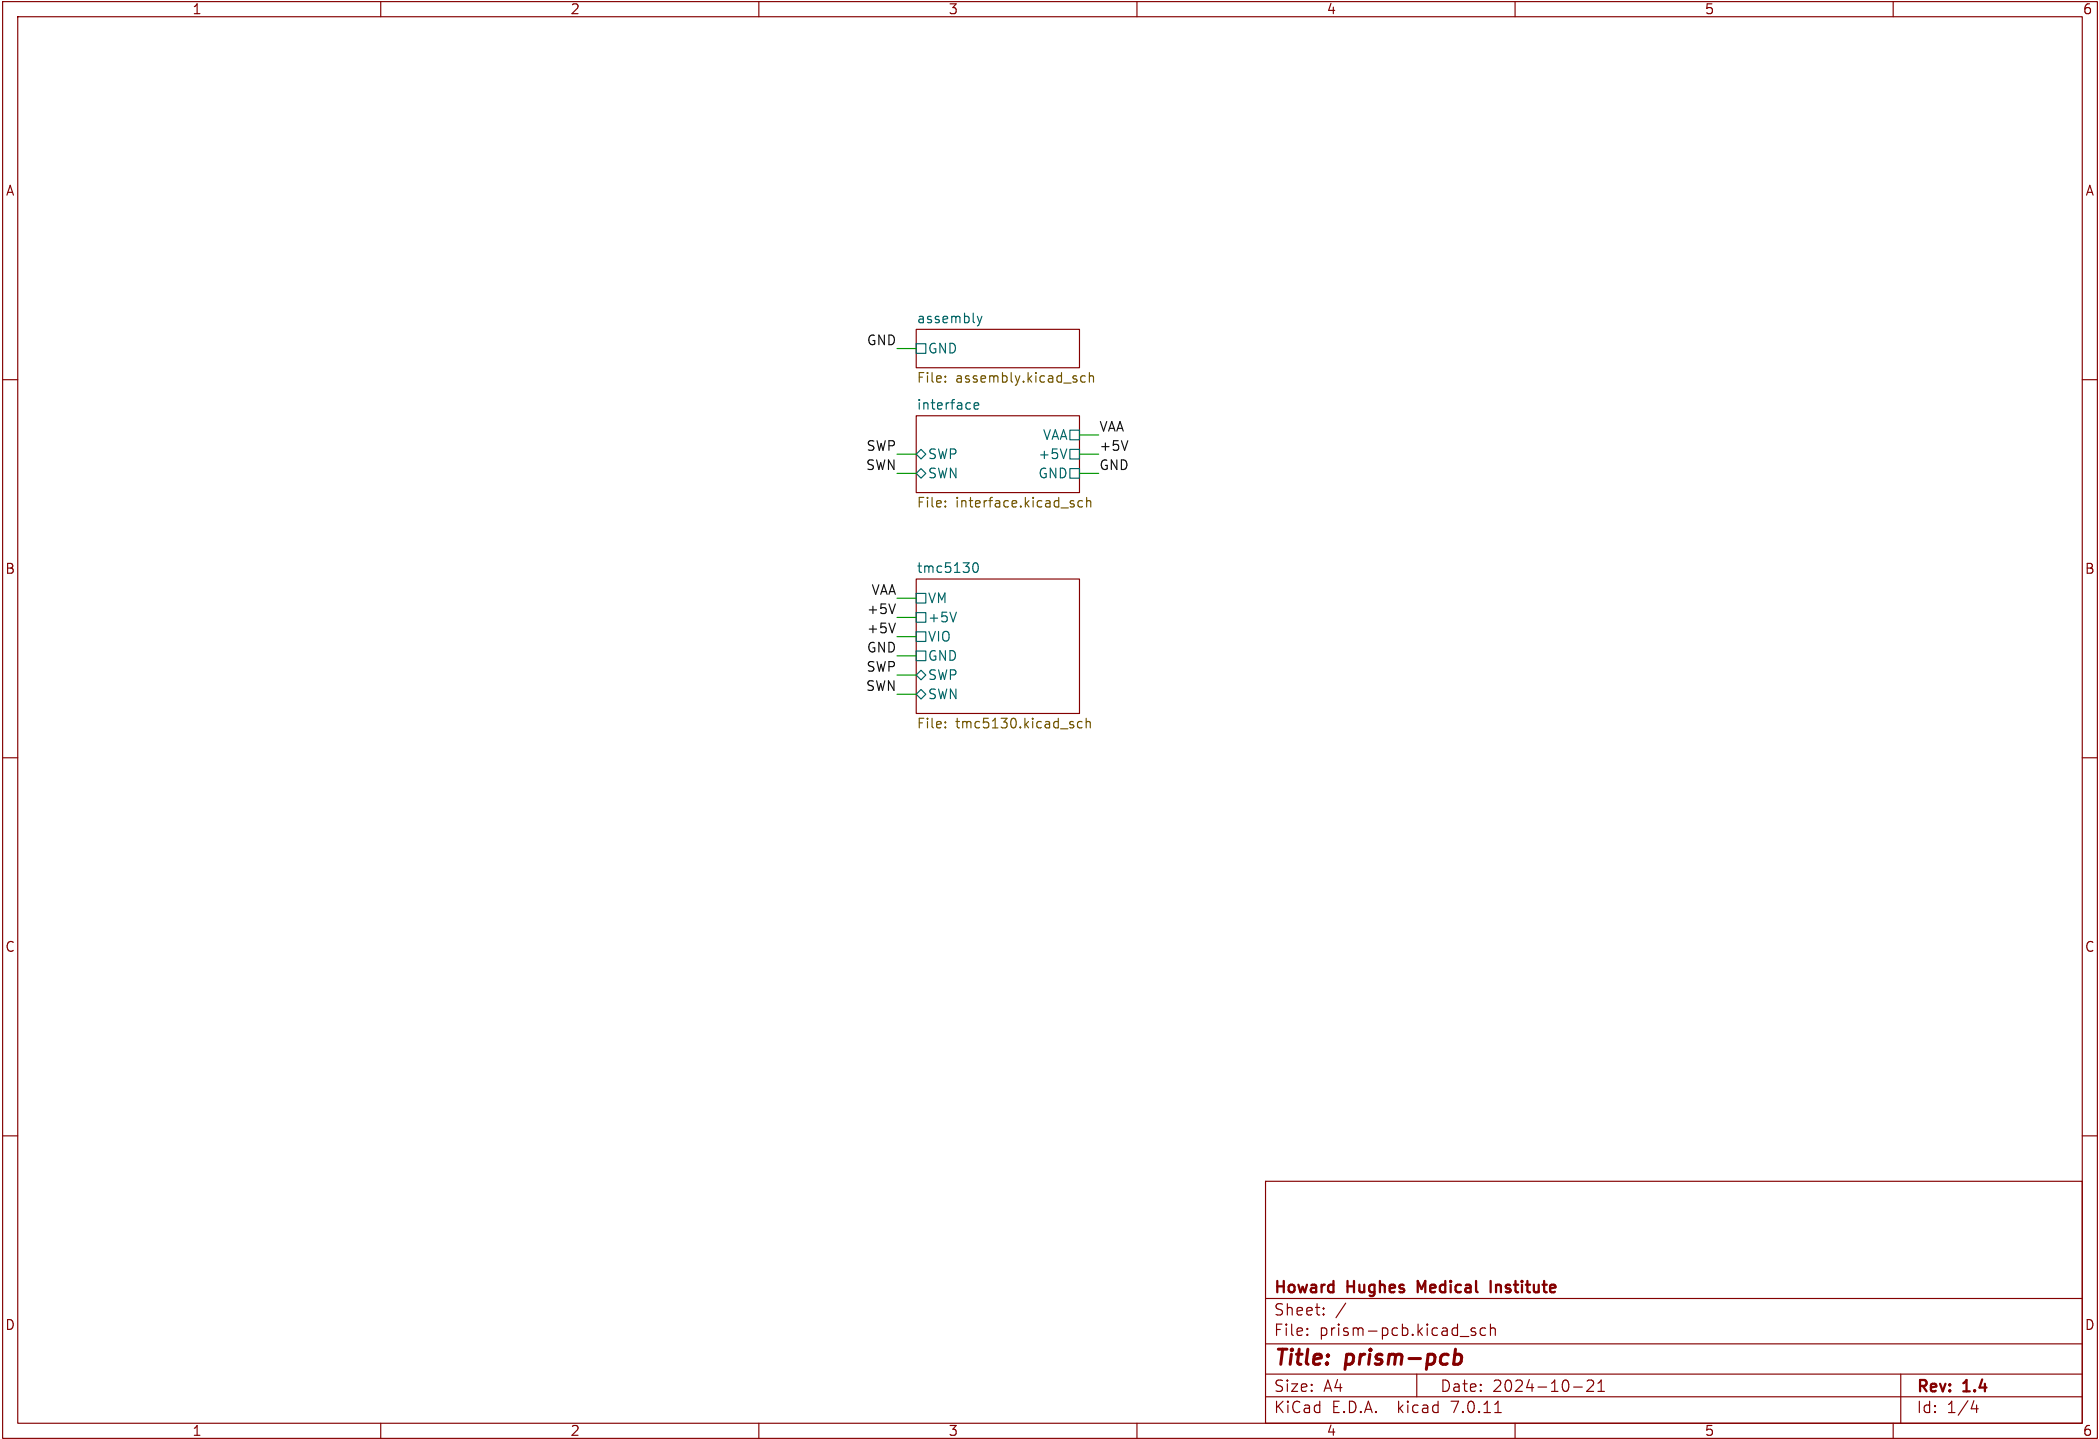 1 2 3 4 5 6
A A
assembly
GND
GND
File: assembly.kicad_sch
interface
VAA
VAA
SWP
+5V
SWP +5V
SWN
GND
SWN GND
File: interface.kicad_sch
B B
tmc5130
VAA
VM
+5V
+5V
+5V
VIO
GND
GND
SWP
SWP
SWN
SWN
File: tmc5130.kicad_sch
C C
Howard Hughes Medical Institute
Sheet: /
D D
File: prism-pcb.kicad_sch
Title: prism-pcb
Size: A4 Date: 2024-10-21 Rev: 1.4
KiCad E.D.A. kicad 7.0.11 Id: 1/4
1 2 3 4 5 6